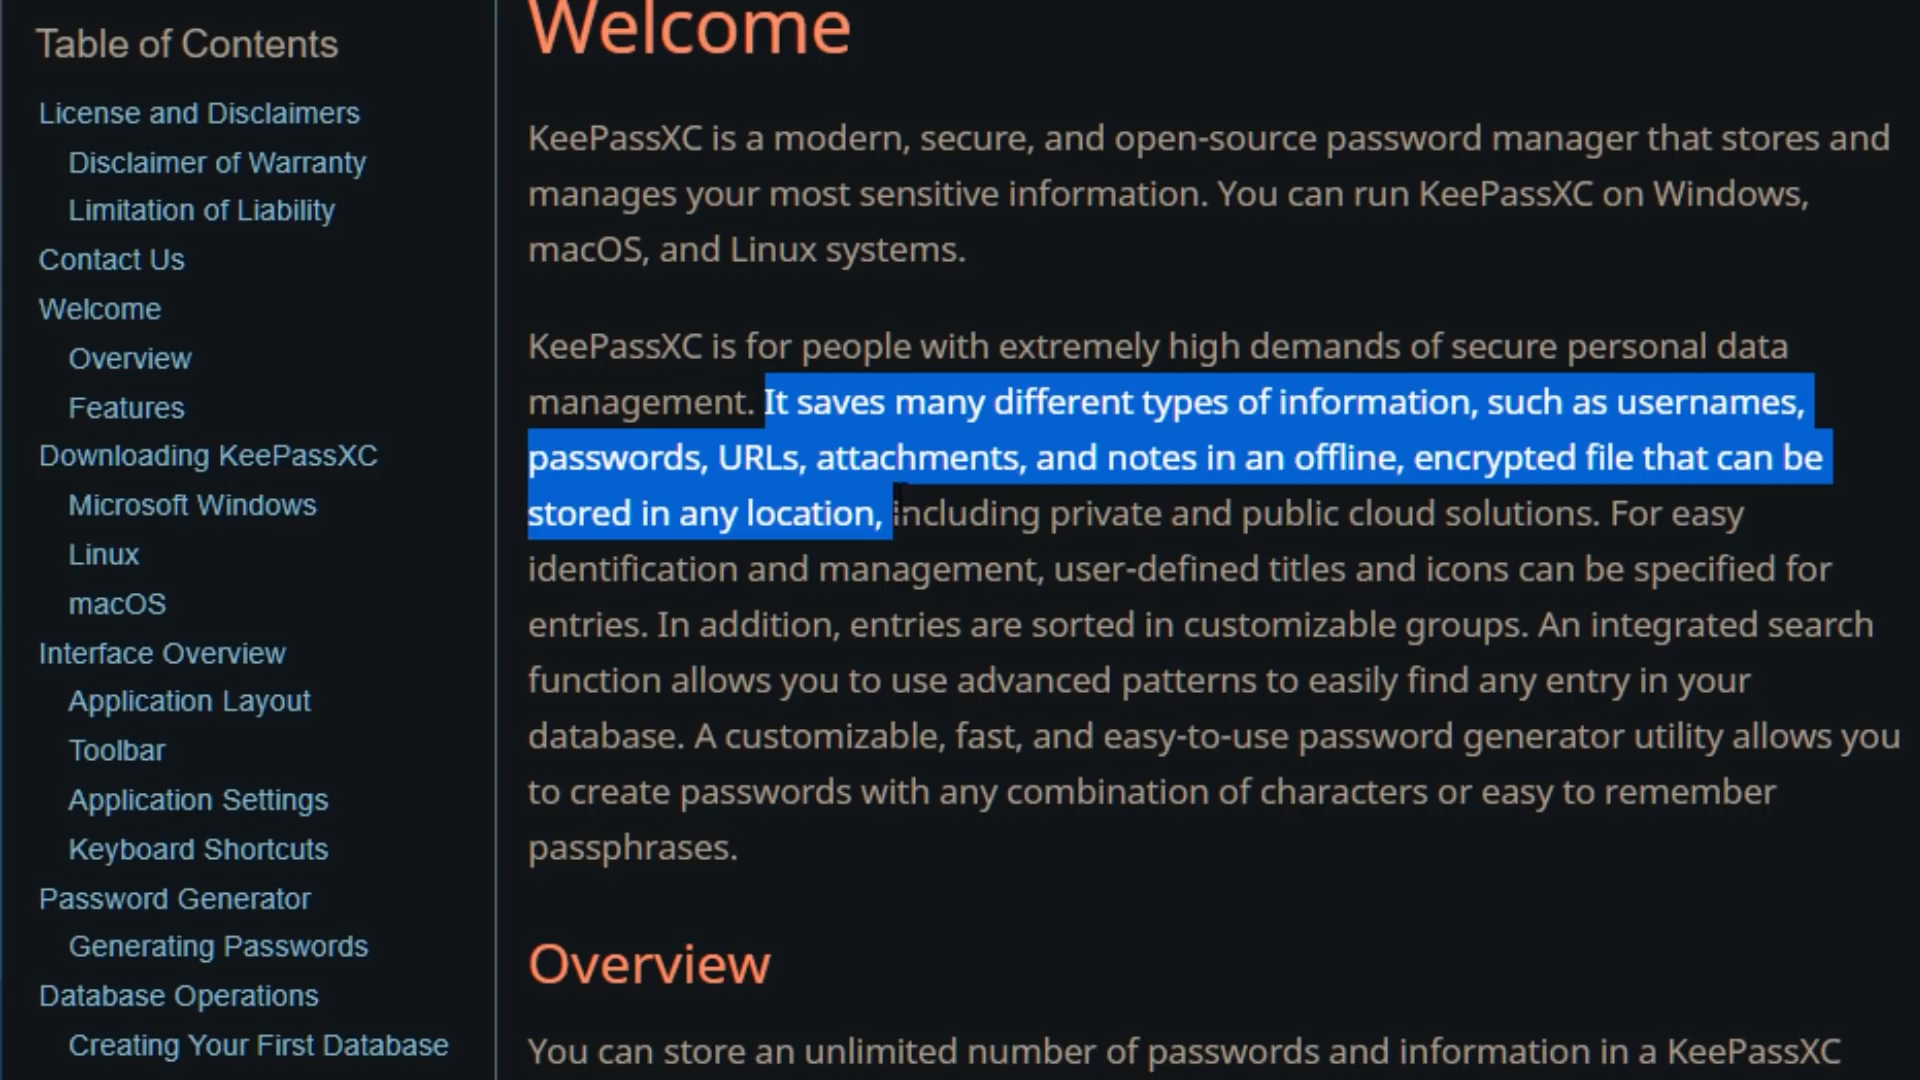 Table of Contents
License and Disclaimers
Disclaimer of Warranty
Limitation of Liability
Contact Us
Welcome
Overview
Features
Downloading KeePassXC
Microsoft Windows
Linux
macOS
Interface Overview
Application Layout
Toolbar
Application Settings
Keyboard Shortcuts
Password Generator
Generating Passwords
Database Operations
Creating Your First Database
Welcome
KeePassXC is a modern, secure, and open-source password manager that stores and
manages your most sensitive information. You can run KeePassXC on Windows,
macOS, and Linux systems.
KeePassXC is for people with extremely high demands of secure personal data
management. It saves many different types of information, such as usernames,
passwords, URLs, attachments, and notes in an offline, encrypted file that can be
stored in any location, including private and public cloud solutions. For easy
identification and management, user-defined titles and icons can be specified for
entries. In addition, entries are sorted in customizable groups. An integrated search
function allows you to use advanced patterns to easily find any entry in your
database. A customizable, fast, and easy-to-use password generator utility allows you
to create passwords with any combination of characters or easy to remember
passphrases.
Overview
You can store an unlimited number of passwords and information in a KeePassXC